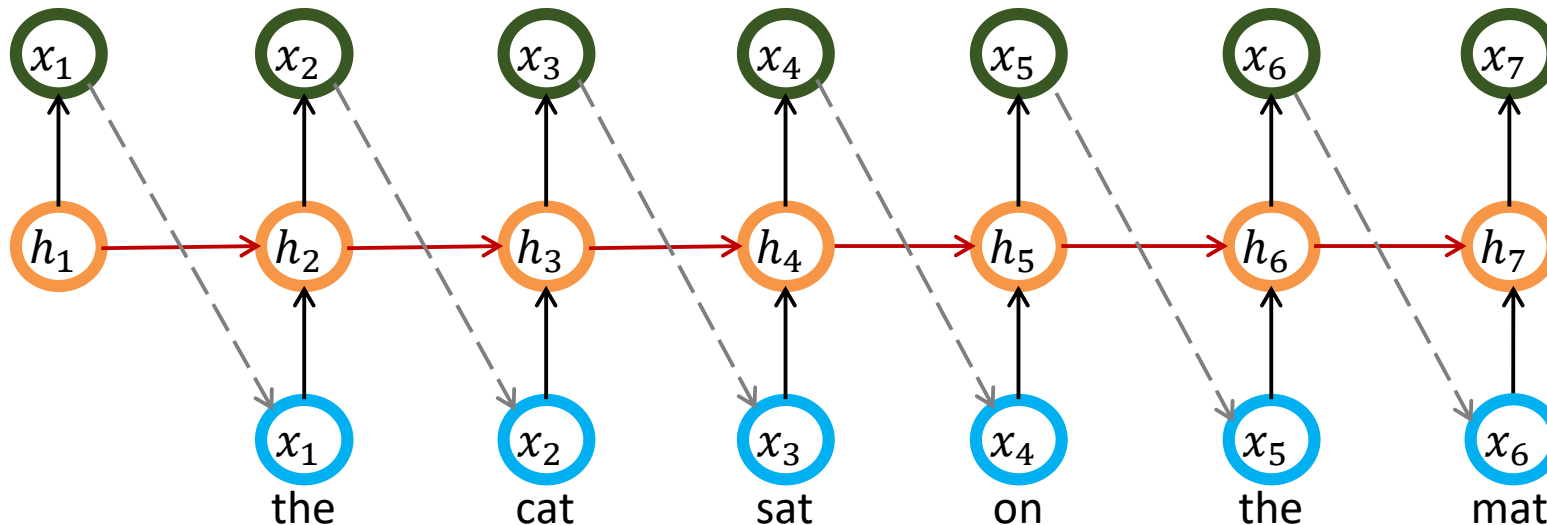 x₁ x₂ x₃ x₄ x₅ x₆ x₇
h₁ h₂ h₃ h₄ h₅ h₆ h₇
x₁ x₂ x₃ x₄ x₅ x₆
the cat sat on the mat